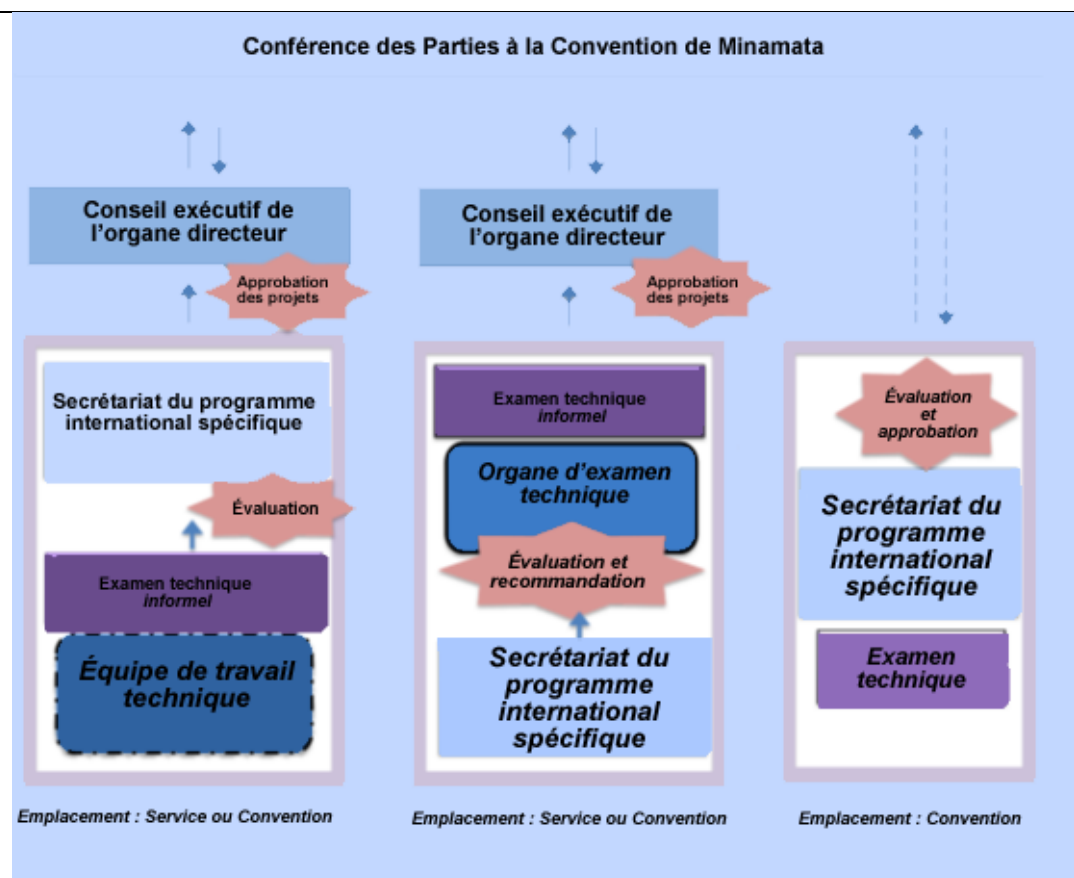 Conférence des Parties à la Convention de Minamata
Conseil exécutif de
l'organe directeur
Approbation
des projets
Secrétariat du programme
international spécifique
Évaluation
Examen technique
informel
Équipe de travail
technique
Emplacement : Service ou Convention
Conseil exécutif de
l'organe directeur
Approbation
des projets
Examen technique
informel
Organe d'examen
technique
Évaluation et
recommandation
Secrétariat du
programme
international
spécifique
Emplacement : Service ou Convention
Évaluation
et
approbation
Secrétariat du
programme
international
spécifique
Examen
technique
Emplacement : Convention